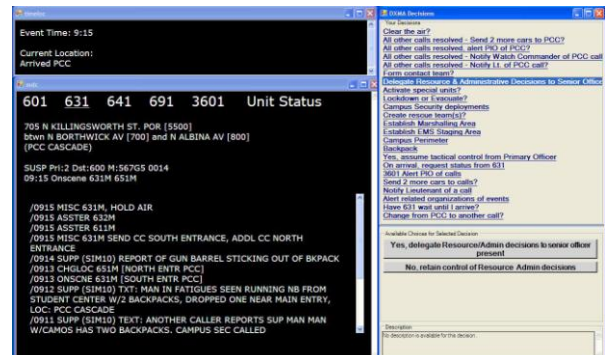 timeline
Event Time: 9:15
Current Location:
Arrived PCC
601 631 641 691 3601 Unit Status
705 N KILLINGSWORTH ST. POR [5500]
btwn N BORTHWICK AV [700] and N ALBINA AV [800]
(PCC CASCADE)
SUSP Pri:2 Dst:600 M:567G5 0014
09:15 Onscene 631M 651M
/0915 MISC 631M, HOLD AIR
/0915 ASSTER 632M
/0915 ASSTER 611M
/0915 MISC 631M SEND CC SOUTH ENTRANCE, ADDL CC NORTH
ENTRANCE
/0914 SUPP (SIM10) REPORT OF GUN BARREL STICKING OUT OF BKPACK
/0913 CHGLOC 651M [NORTH ENTR PCC]
/0913 ONSCNE 631M [SOUTH ENTR PCC]
/0912 SUPP (SIM10) TXT: MAN IN FATIGUES SEEN RUNNING NB FROM
STUDENT CENTER W/2 BACKPACKS, DROPPED ONE NEAR MAIN ENTRY,
LOC: PCC CASCADE
/0911 SUPP (SIM10) TEXT: ANOTHER CALLER REPORTS SUP MAN MAN
W/CAMOS HAS TWO BACKPACKS. CAMPUS SEC CALLED
DXMA Decisions
Your Decisions
Clear the air?
All other calls resolved - Send 2 more cars to PCC?
All other calls resolved, alert PIO of PCC?
All other calls resolved - Notify Watch Commander of PCC call
All other calls resolved - Notify Lt. of PCC call?
Form contact team?
Delegate Resource & Administrative Decisions to Senior Office
Activate special units?
Lockdown or Evacuate?
Campus Security deployments
Create rescue team(s)?
Establish Marshalling Area
Establish EMS Staging Area
Campus Perimeter
Backpack
Yes, assume tactical control from Primary Officer
On arrival, request status from 631
3601 Alert PIO of calls
Send 2 more cars to calls?
Notify Lieutenant of a call
Alert related organizations of events
Have 631 wait until I arrive?
Change from PCC to another call?
Available Choices for Selected Decision
Yes, delegate Resource/Admin decisions to senior officer
present
No, retain control of Resource Admin decisions
Description
No description is available for this decision.